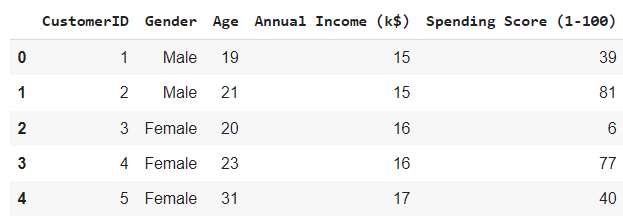 CustomerID Gender Age Annual Income (k$) Spending Score (1-100)
0 1 Male 19 15 39
1 2 Male 21 15 81
2 3 Female 20 16 6
3 4 Female 23 16 77
4 5 Female 31 17 40